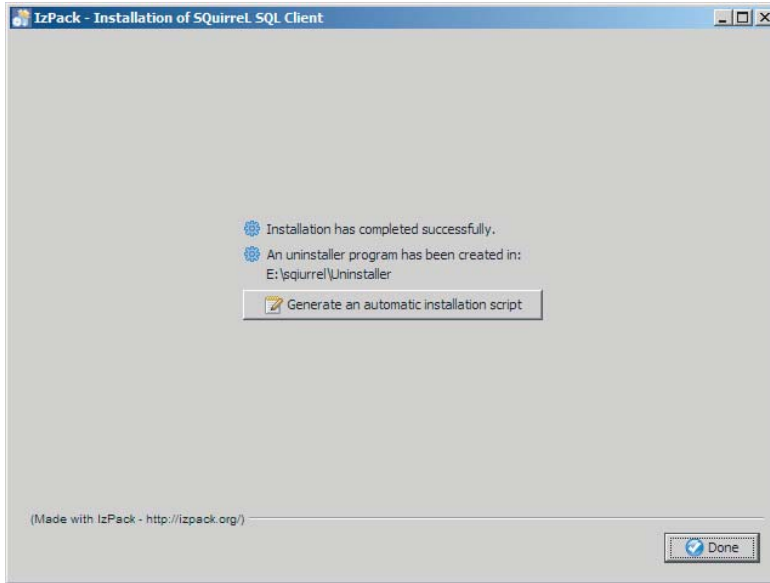 IzPack - Installation of SQuirreL SQL Client
Installation has completed successfully.
An uninstaller program has been created in:
E:\sqiurrel\Uninstaller
Generate an automatic installation script
(Made with IzPack - http://izpack.org/)
Done